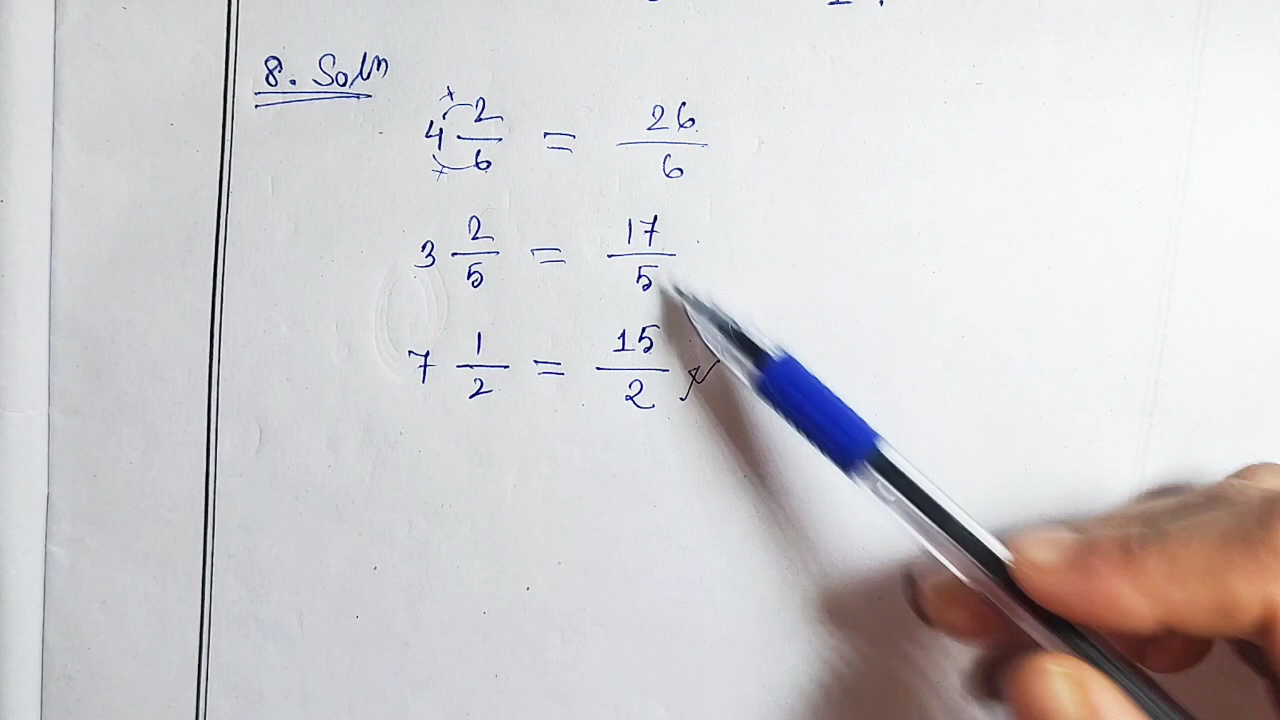 8. Soln
4 2/6 = 26/6
3 2/5 = 17/5
7 1/2 = 15/2